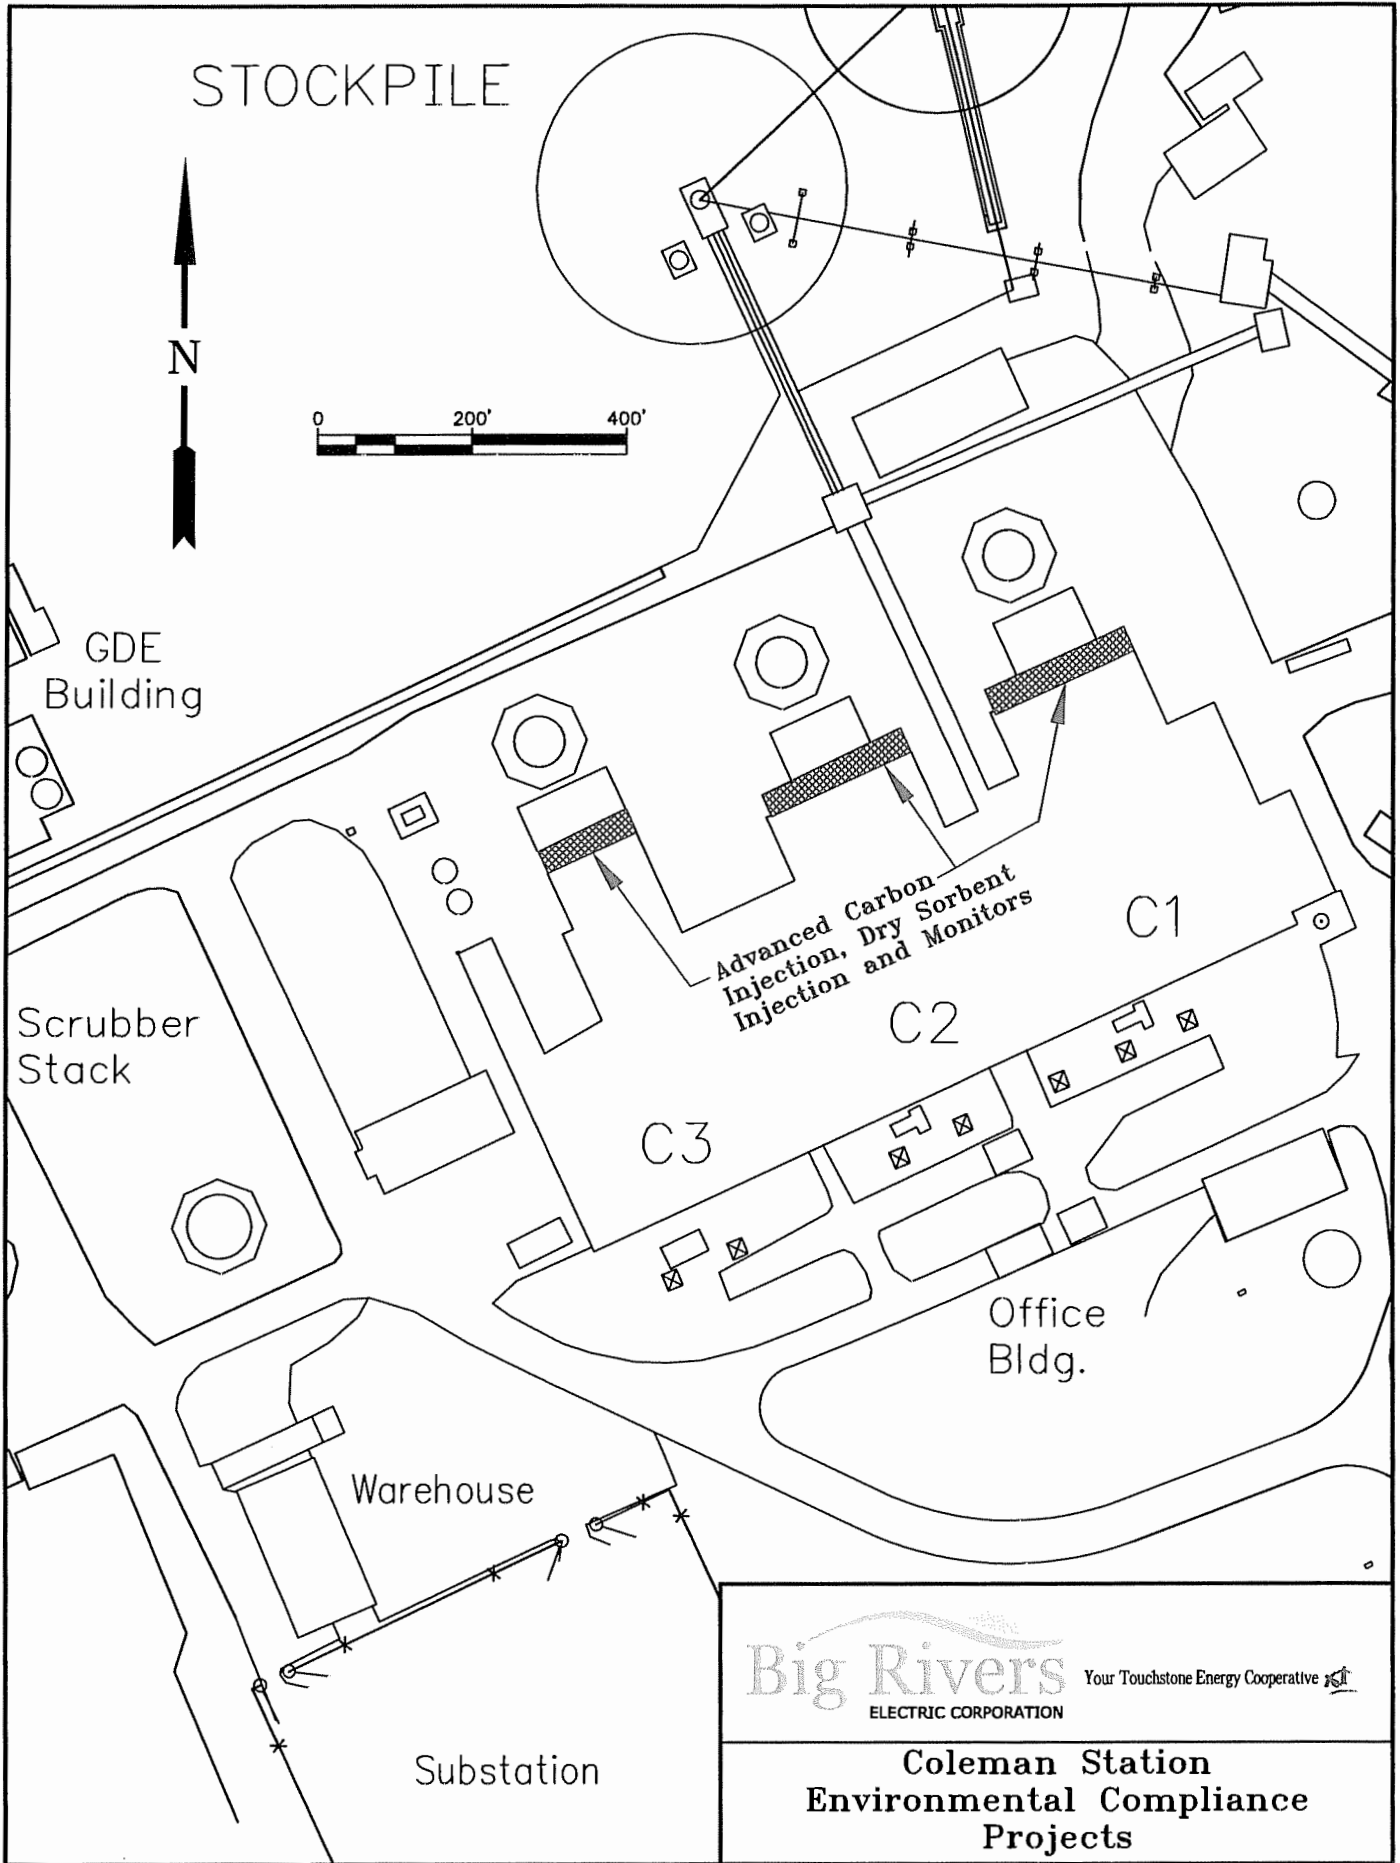 STOCKPILE
N
0 200' 400'
GDE
Building
Advanced Carbon
Injection, Dry Sorbent
Injection and Monitors
C1
C2
C3
Scrubber
Stack
Office
Bldg.
Warehouse
Substation
Big Rivers
ELECTRIC CORPORATION
Your Touchstone Energy Cooperative
Coleman Station
Environmental Compliance
Projects